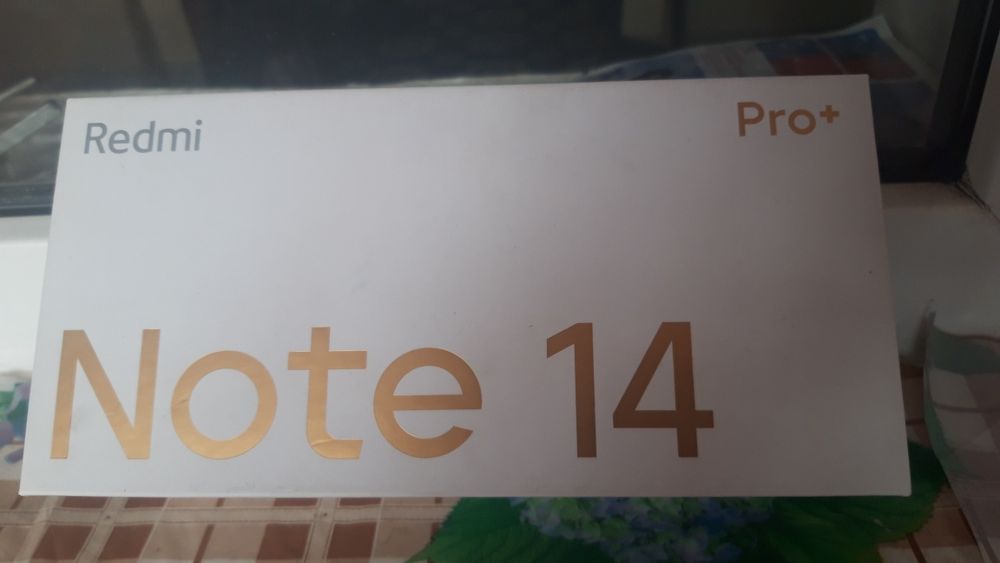 Redmi
Pro+
Note 14